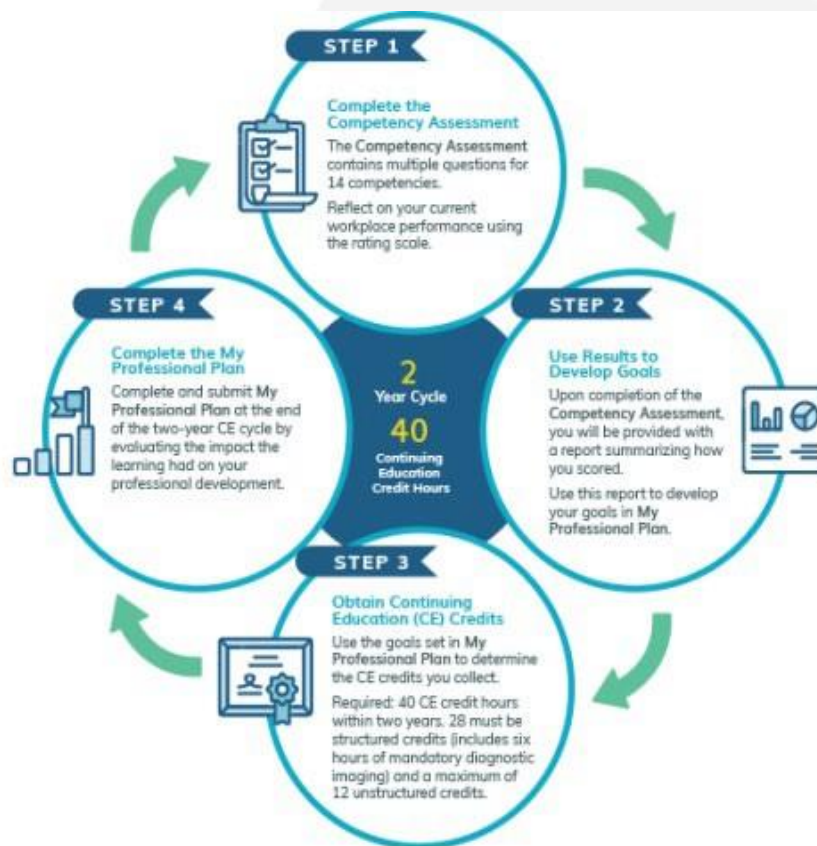 STEP 1
Complete the
Competency Assessment
The Competency Assessment
contains multiple questions for
14 competencies.
Reflect on your current
workplace performance using
the rating scale.
STEP 2
Use Results to
Develop Goals
Upon completion of the
Competency Assessment,
you will be provided with
a report summarizing how
you scored.
Use this report to develop
your goals in My
Professional Plan.
STEP 3
Obtain Continuing
Education (CE) Credits
Use the goals set in My
Professional Plan to determine
the CE credits you collect.
Required: 40 CE credit hours
within two years. 28 must be
structured credits (includes six
hours of mandatory diagnostic
imaging) and a maximum of
12 unstructured credits.
STEP 4
Complete the My
Professional Plan
Complete and submit My
Professional Plan at the end
of the two-year CE cycle by
evaluating the impact the
learning had on your
professional development.
2
Year Cycle
40
Continuing
Education
Credit Hours